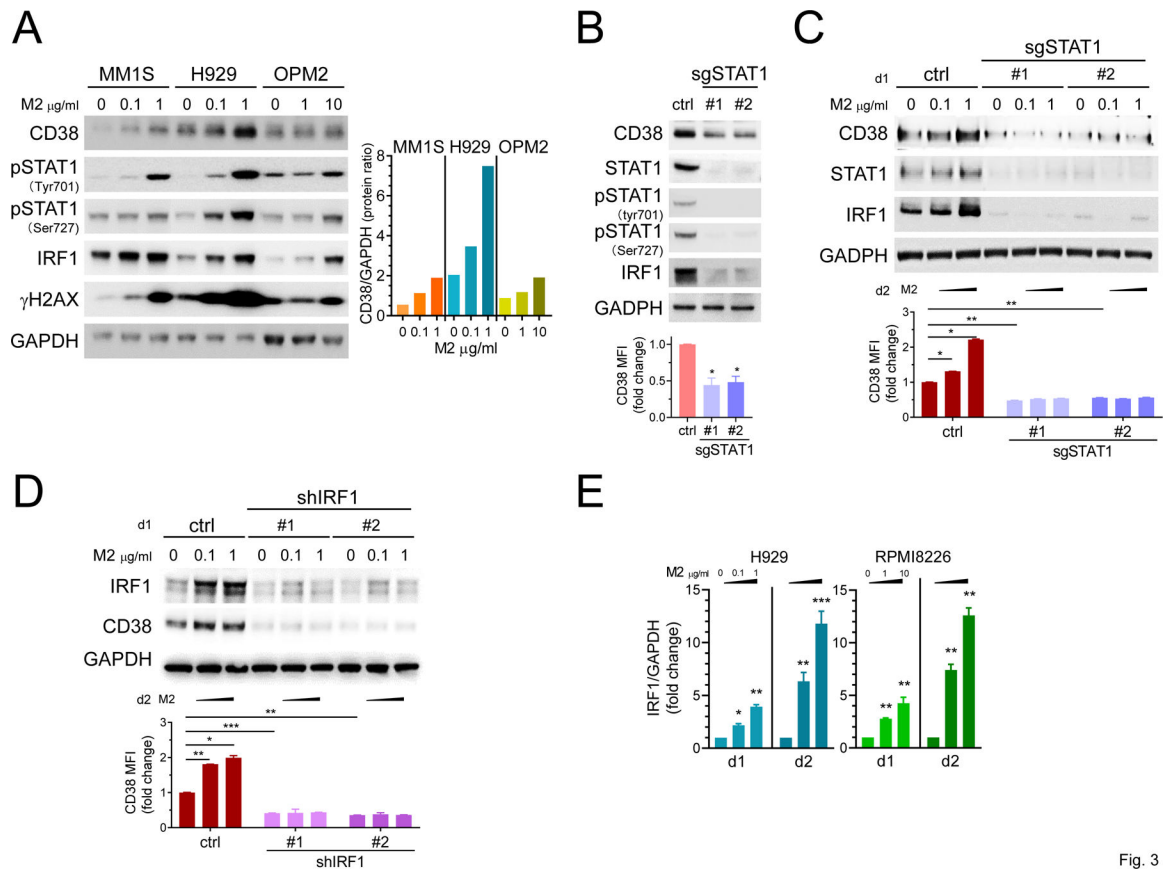 A
MM1S H929 OPM2
M2 μg/ml 0 0.1 1 0 0.1 1 0 1 10
CD38
pSTAT1
(Tyr701)
pSTAT1
(Ser727)
IRF1
γH2AX
GAPDH
MM1S H929 OPM2
CD38/GAPDH (protein ratio)
8
6
4
2
0
0 0.1 1 0 0.1 1 0 1 10
M2 μg/ml
B
sgSTAT1
ctrl #1 #2
CD38
STAT1
pSTAT1
(tyr701)
pSTAT1
(Ser727)
IRF1
GADPH
CD38 MFI
(fold change)
1.0
0.5
0.0
* *
ctrl #1 #2
sgSTAT1
C
sgSTAT1
d1 ctrl #1 #2
M2 μg/ml 0 0.1 1 0 0.1 1 0 0.1 1
CD38
STAT1
IRF1
GADPH
d2 M2
CD38 MFI
(fold change)
3
2
1
0
**
**
*
*
ctrl #1 #2
sgSTAT1
D
shIRF1
d1 ctrl #1 #2
M2 μg/ml 0 0.1 1 0 0.1 1 0 0.1 1
IRF1
CD38
GAPDH
d2 M2
CD38 MFI
(fold change)
3
2
1
0
**
***
*
**
ctrl #1 #2
shIRF1
E
H929 RPMI8226
M2 μg/ml 0 0.1 1 0 1 10
IRF1/GAPDH
(fold change)
15
10
5
0
* ** ** ***
d1 d2
15
10
5
0
** ** ** **
d1 d2
Fig. 3